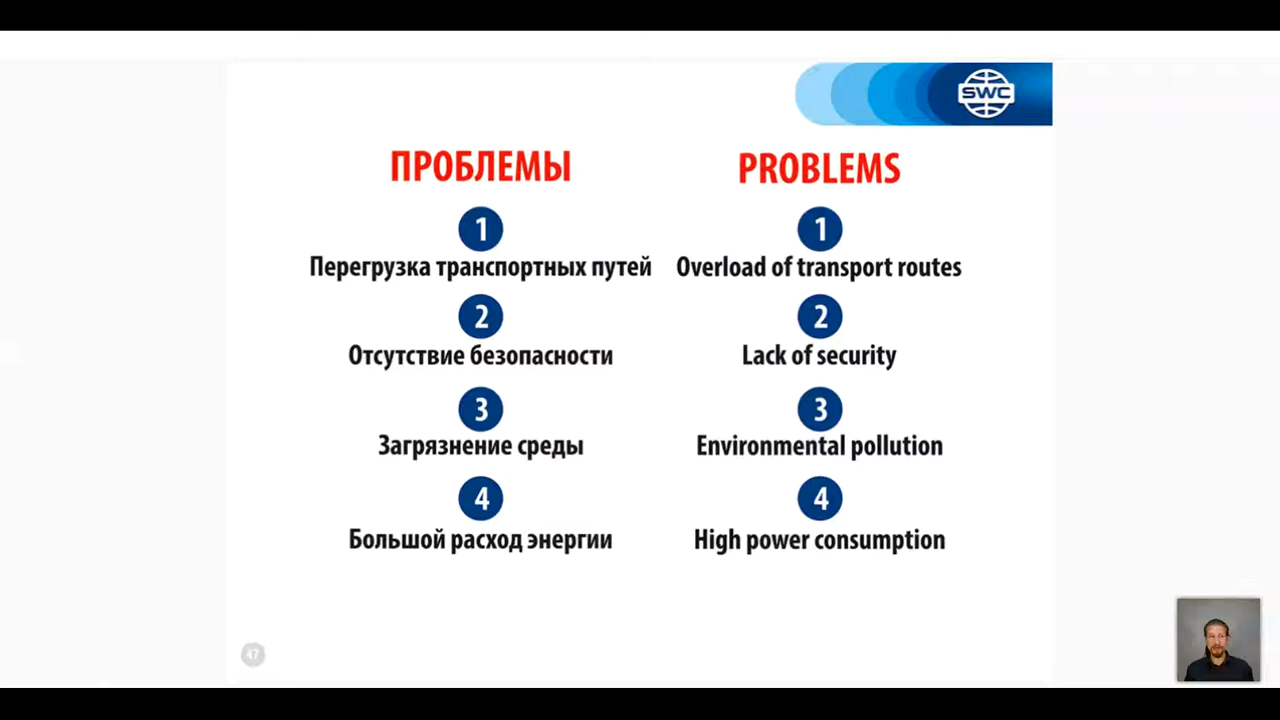 SWC
ПРОБЛЕМЫ
1
Перегрузка транспортных путей
2
Отсутствие безопасности
3
Загрязнение среды
4
Большой расход энергии
PROBLEMS
1
Overload of transport routes
2
Lack of security
3
Environmental pollution
4
High power consumption
47